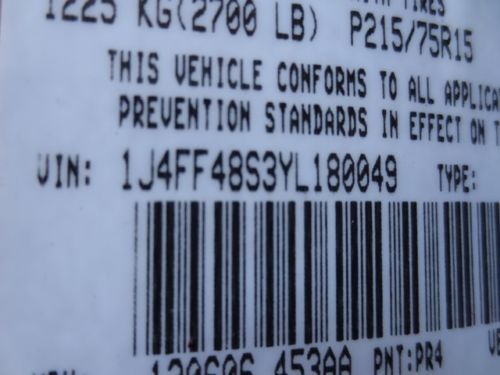 1225 KG(2700 LB) P215/75R15
THIS VEHICLE CONFORMS TO ALL
PREVENTION STANDARDS IN EFFECT ON
VIN: 1J4FF48S3YL180049 TYPE:
453AA PNT:PR4